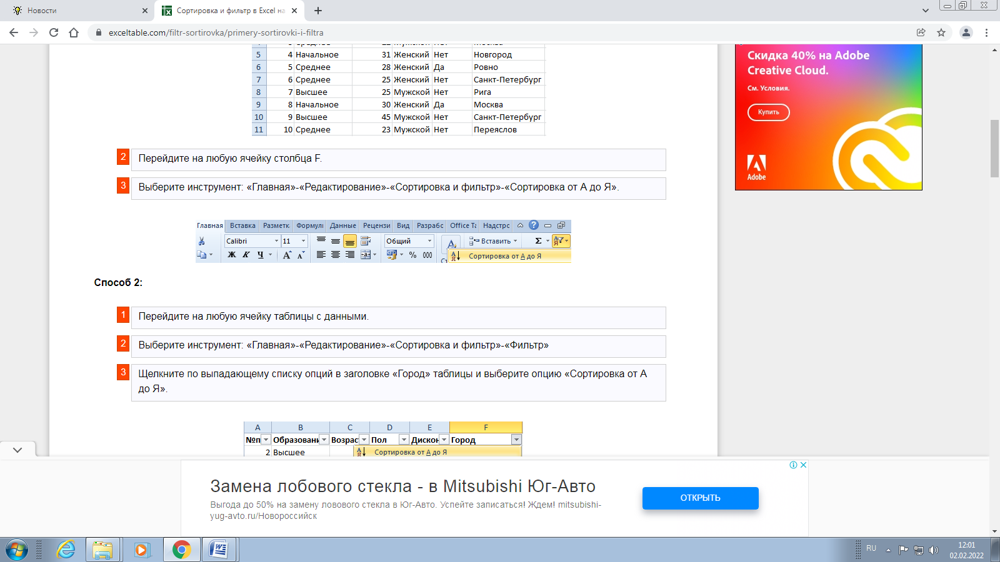 Новости
Сортировка и фильтр в Excel на
exceltable.com/filtr-sortirovka/primery-sortirovki-i-filtra
5 4 Начальное 31 Женский Нет Новгород
6 5 Среднее 28 Женский Да Ровно
7 6 Среднее 25 Женский Нет Санкт-Петербург
8 7 Высшее 25 Мужской Нет Рига
9 8 Начальное 30 Женский Да Москва
10 9 Высшее 45 Мужской Нет Санкт-Петербург
11 10 Среднее 23 Мужской Нет Переяслов
Скидка 40% на Adobe
Creative Cloud.
См. Условия.
Купить
Adobe
2 Перейдите на любую ячейку столбца F.
3 Выберите инструмент: «Главная»-«Редактирование»-«Сортировка и фильтр»-«Сортировка от А до Я».
Главная Вставка Разметк Формулы Данные Рецензи Вид Разрабс Office Ta Надстрс
Calibri 11 Общий Вставить Σ
Ж К Ч A A % 000
Сортировка от А до Я
Способ 2:
1 Перейдите на любую ячейку таблицы с данными.
2 Выберите инструмент: «Главная»-«Редактирование»-«Сортировка и фильтр»-«Фильтр»
3 Щелкните по выпадающему списку опций в заголовке «Город» таблицы и выберите опцию «Сортировка от А
до Я».
A B C D E F
№п Образовани Возраст Пол Дискон Город
2 Высшее Сортировка от А до Я
Замена лобового стекла - в Mitsubishi Юг-Авто
Выгода до 50% на замену ловового стекла в Юг-Авто. Успейте записаться! Ждем! mitsubishi-
yug-avto.ru/Новороссийск
ОТКРЫТЬ
RU
12:01
02.02.2022